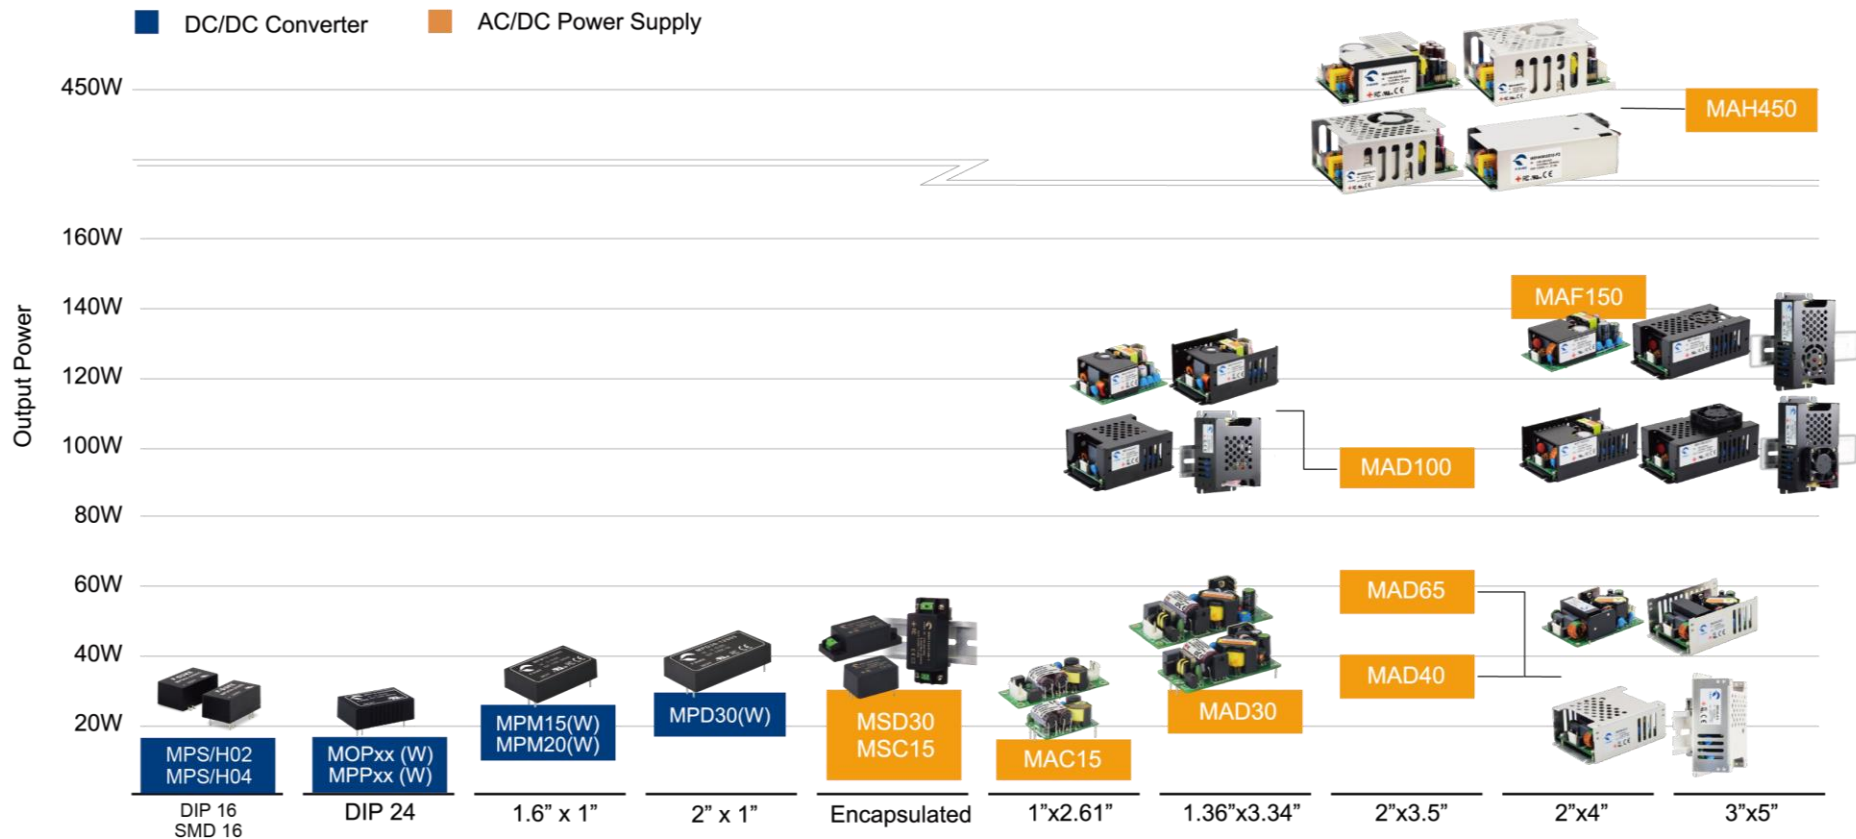 DC/DC Converter
AC/DC Power Supply
450W
MAH450
160W
140W
120W
100W
80W
60W
40W
20W
Output Power
MAF150
MAD100
MAD65
MAD40
MPS/H02
MPS/H04
MOPxx (W)
MPPxx (W)
MPM15(W)
MPM20(W)
MPD30(W)
MSD30
MSC15
MAC15
MAD30
DIP 16
SMD 16
DIP 24
1.6” x 1”
2” x 1”
Encapsulated
1”x2.61”
1.36”x3.34”
2”x3.5”
2”x4”
3”x5”